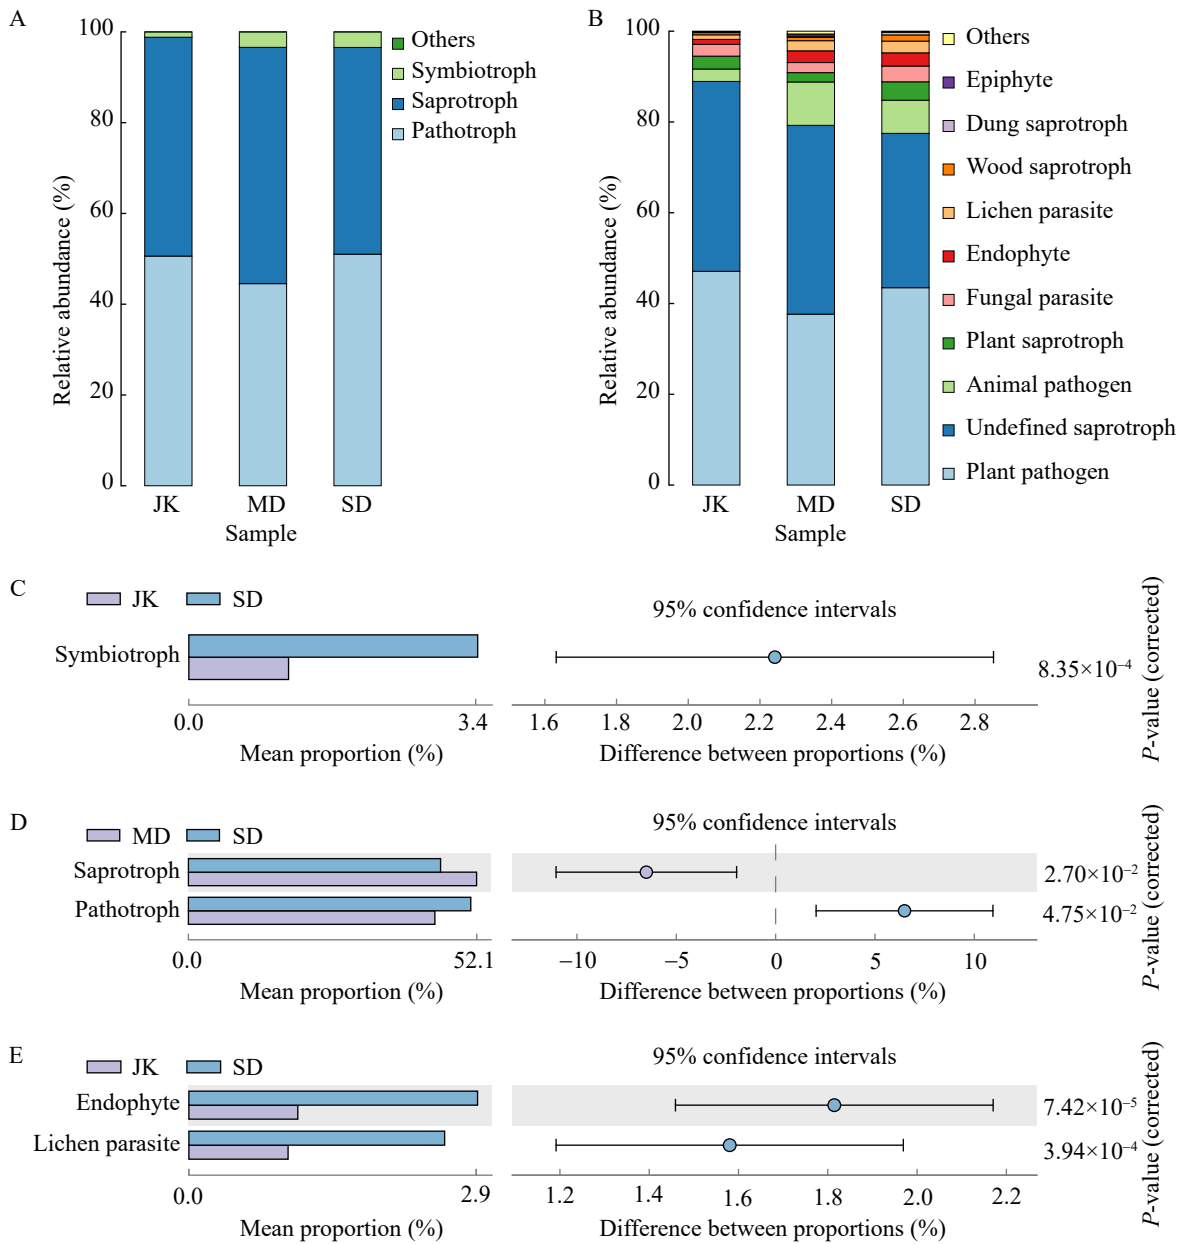 A
100
80
60
40
20
0
Relative abundance (%)
JK MD SD
Sample
Others
Symbiotroph
Saprotroph
Pathotroph
B
100
80
60
40
20
0
Relative abundance (%)
JK MD SD
Sample
Others
Epiphyte
Dung saprotroph
Wood saprotroph
Lichen parasite
Endophyte
Fungal parasite
Plant saprotroph
Animal pathogen
Undefined saprotroph
Plant pathogen
C
JK SD
95% confidence intervals
Symbiotroph
8.35×10⁻⁴
0.0 3.4
1.6 1.8 2.0 2.2 2.4 2.6 2.8
Mean proportion (%)
Difference between proportions (%)
P-value (corrected)
D
MD SD
95% confidence intervals
Saprotroph
2.70×10⁻²
Pathotroph
4.75×10⁻²
0.0 52.1
−10 −5 0 5 10
Mean proportion (%)
Difference between proportions (%)
P-value (corrected)
E
JK SD
95% confidence intervals
Endophyte
7.42×10⁻⁵
Lichen parasite
3.94×10⁻⁴
0.0 2.9
1.2 1.4 1.6 1.8 2.0 2.2
Mean proportion (%)
Difference between proportions (%)
P-value (corrected)